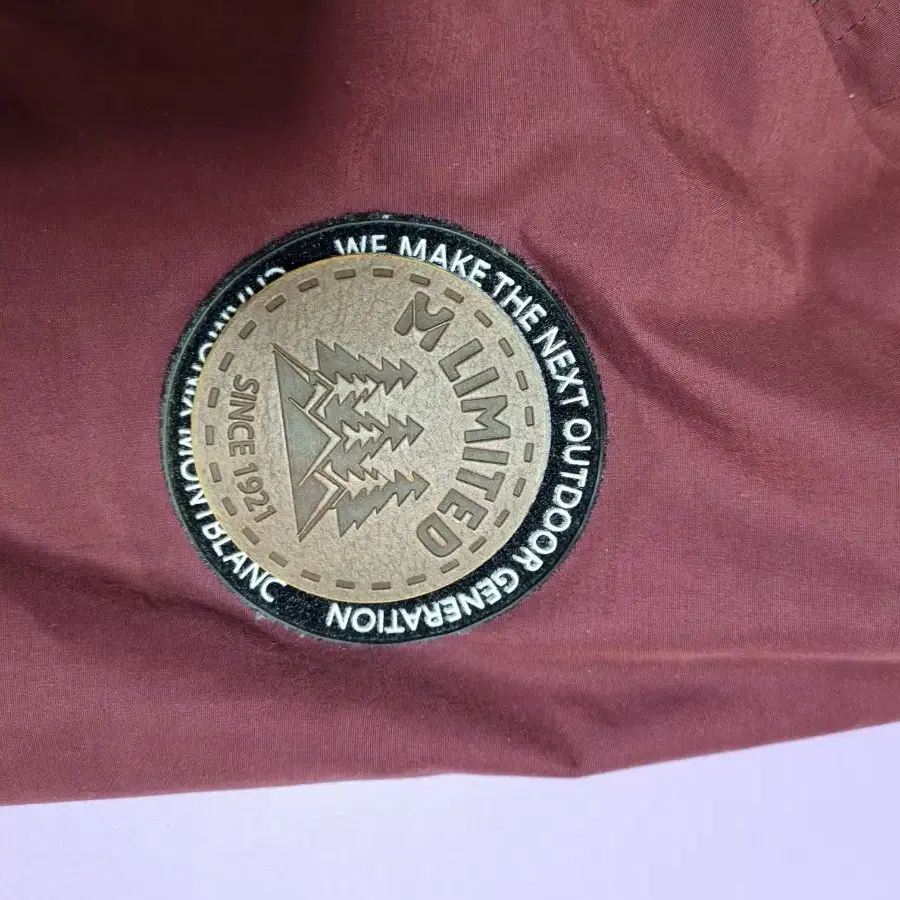 WE MAKE THE NEXT OUTDOOR GENERATION
MONTBLANC
LIMITED
SINCE 1921